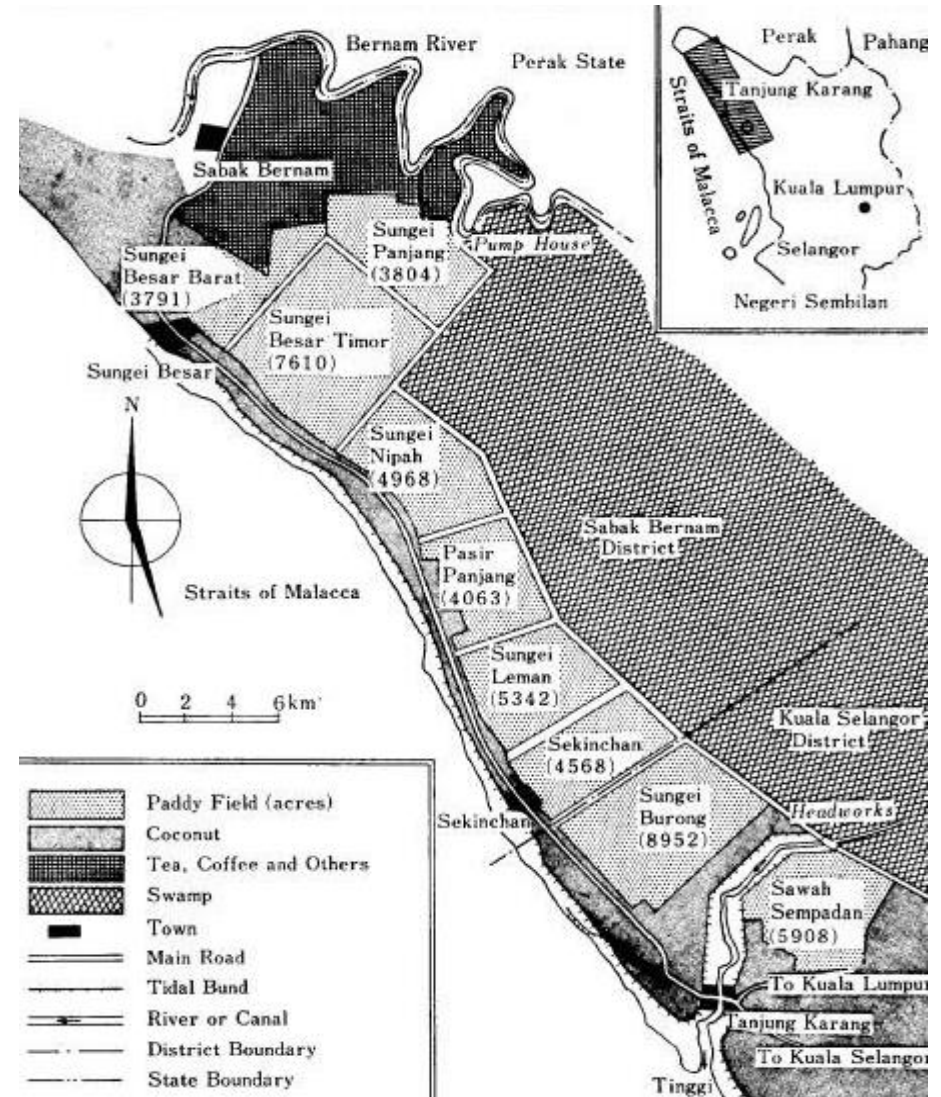 Bernam River
Perak State
Sabak Bernam
Sungei
Besar Barat
(3791)
Sungei
Panjang
(3804)
Pump House
Sungei
Besar Timor
(7610)
Sungei Besar
Sungei
Nipah
(4968)
N
Pasir
Panjang
(4063)
Sabak Bernam
District
Straits of Malacca
Sungei
Leman
(5342)
0 2 4 6km
Kuala Selangor
District
Sekinchan
(4568)
Sekinchan
Sungei
Burong
(8952)
Headworks
Sawah
Sempadan
(5908)
To Kuala Lumpur
Tanjung Karang
To Kuala Selangor
Tinggi
Perak
Pahang
Tanjung Karang
Straits of Malacca
Kuala Lumpur
Selangor
Negeri Sembilan
Paddy Field (acres)
Coconut
Tea, Coffee and Others
Swamp
Town
Main Road
Tidal Bund
River or Canal
District Boundary
State Boundary